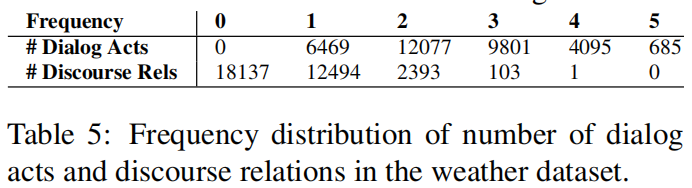 Frequency 0 1 2 3 4 5
# Dialog Acts 0 6469 12077 9801 4095 685
# Discourse Rels 18137 12494 2393 103 1 0
Table 5: Frequency distribution of number of dialog
acts and discourse relations in the weather dataset.